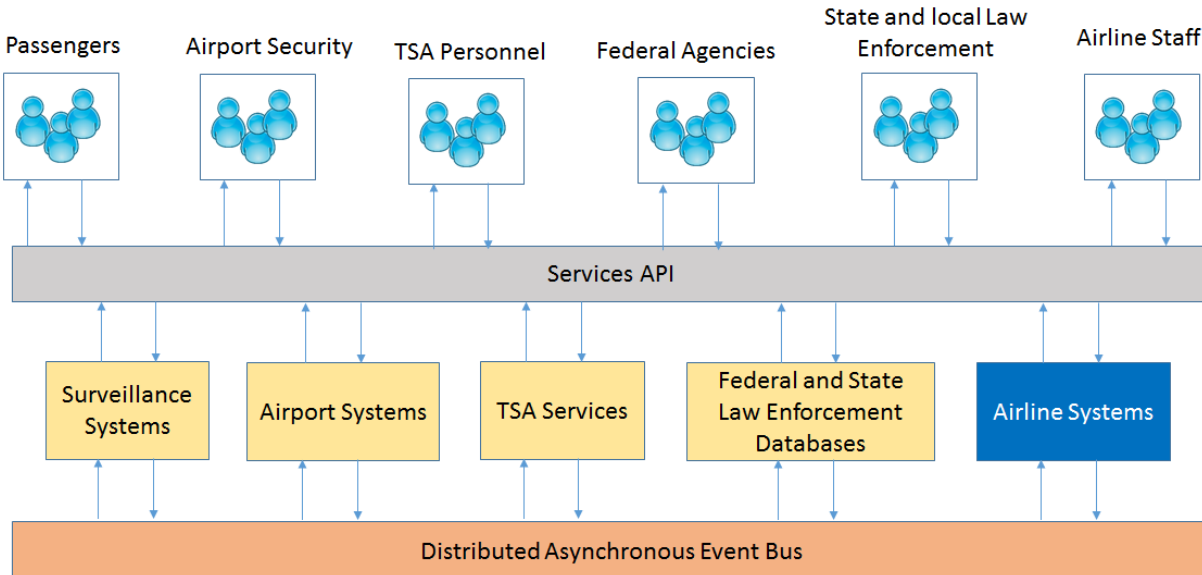 Passengers
Airport Security
TSA Personnel
Federal Agencies
State and local Law
Enforcement
Airline Staff
Services API
Surveillance
Systems
Airport Systems
TSA Services
Federal and State
Law Enforcement
Databases
Airline Systems
Distributed Asynchronous Event Bus